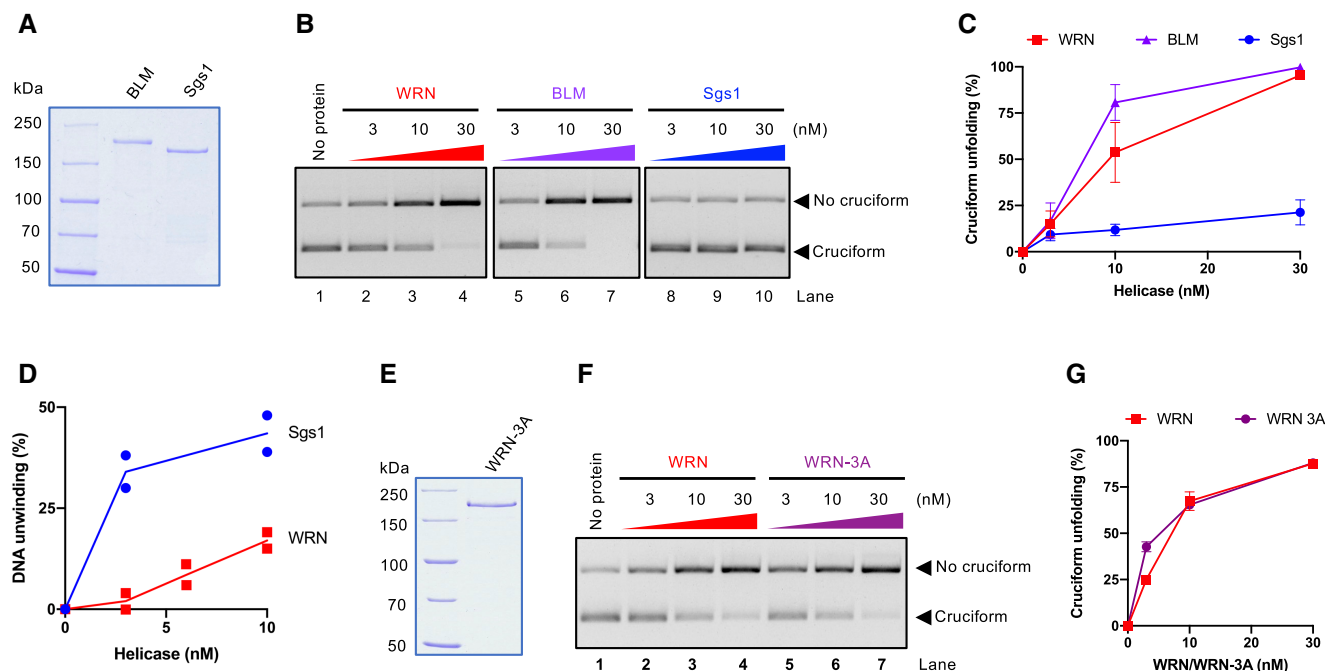 A
kDa
BLM
Sgs1
250
150
100
70
50
B
No protein
WRN
BLM
Sgs1
3 10 30 3 10 30 3 10 30 (nM)
No cruciform
Cruciform
1 2 3 4 5 6 7 8 9 10 Lane
C
WRN BLM Sgs1
Cruciform unfolding (%)
100
75
50
25
0
0 10 20 30
Helicase (nM)
D
DNA unwinding (%)
50
25
0
Sgs1
WRN
0 5 10
Helicase (nM)
E
kDa
WRN-3A
250
150
100
70
50
F
No protein
WRN
WRN-3A
3 10 30 3 10 30 (nM)
No cruciform
Cruciform
1 2 3 4 5 6 7 Lane
G
WRN WRN 3A
Cruciform unfolding (%)
100
75
50
25
0
0 10 20 30
WRN/WRN-3A (nM)